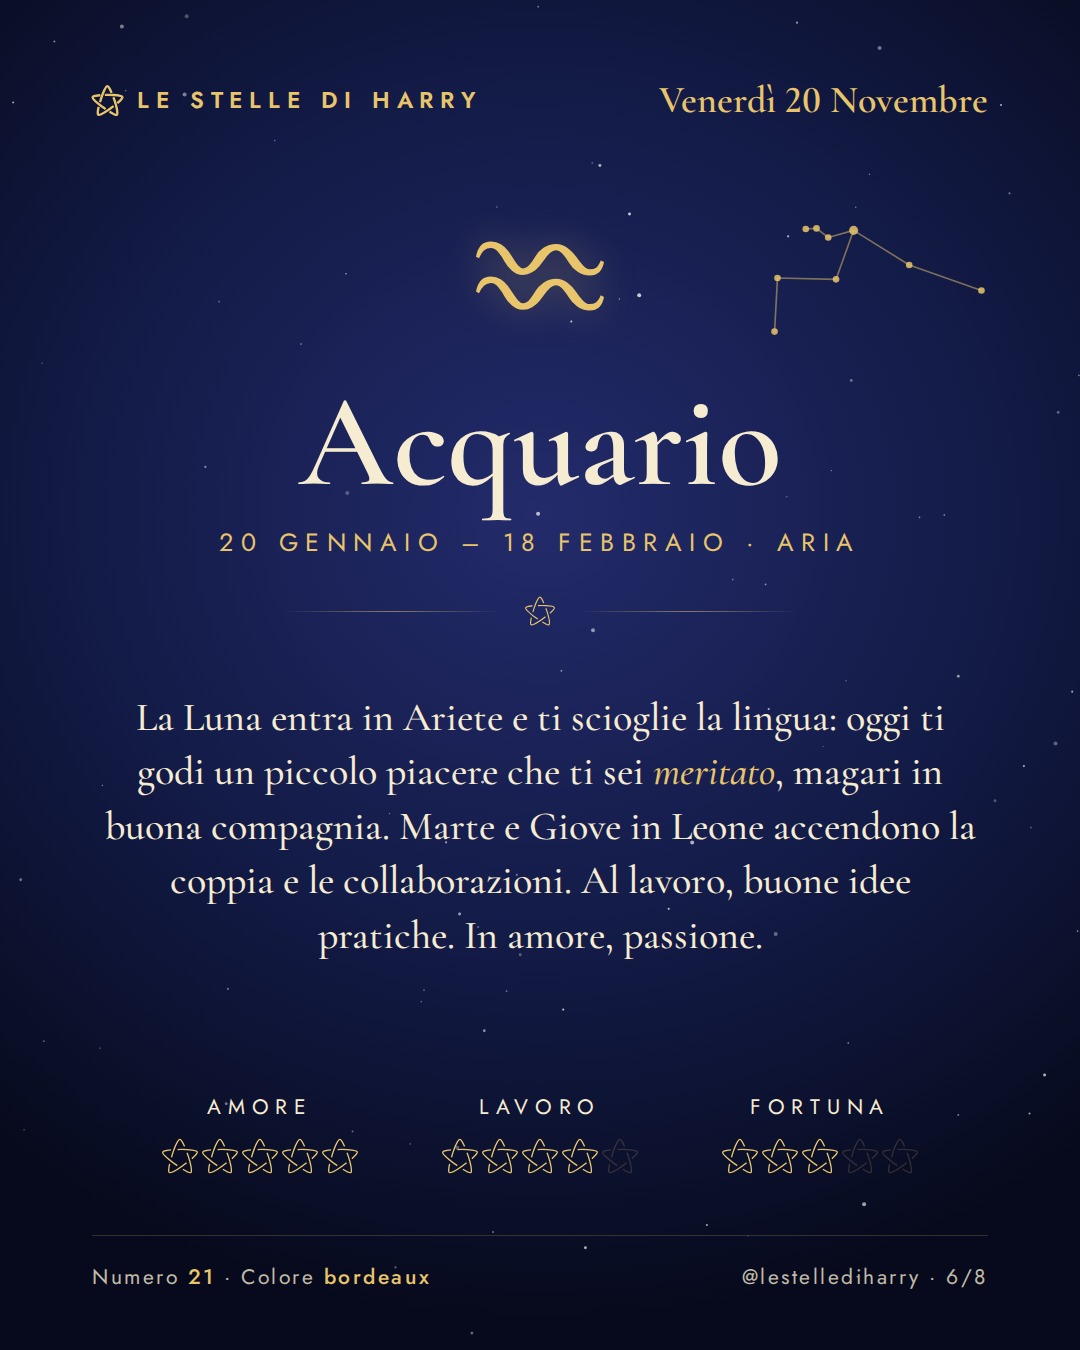 LE STELLE DI HARRY
Venerdì 20 Novembre
Acquario
20 GENNAIO – 18 FEBBRAIO · ARIA
La Luna entra in Ariete e ti scioglie la lingua: oggi ti
godi un piccolo piacere che ti sei meritato, magari in
buona compagnia. Marte e Giove in Leone accendono la
coppia e le collaborazioni. Al lavoro, buone idee
pratiche. In amore, passione.
AMORE
LAVORO
FORTUNA
Numero 21 · Colore bordeaux
@lestellediharry · 6/8